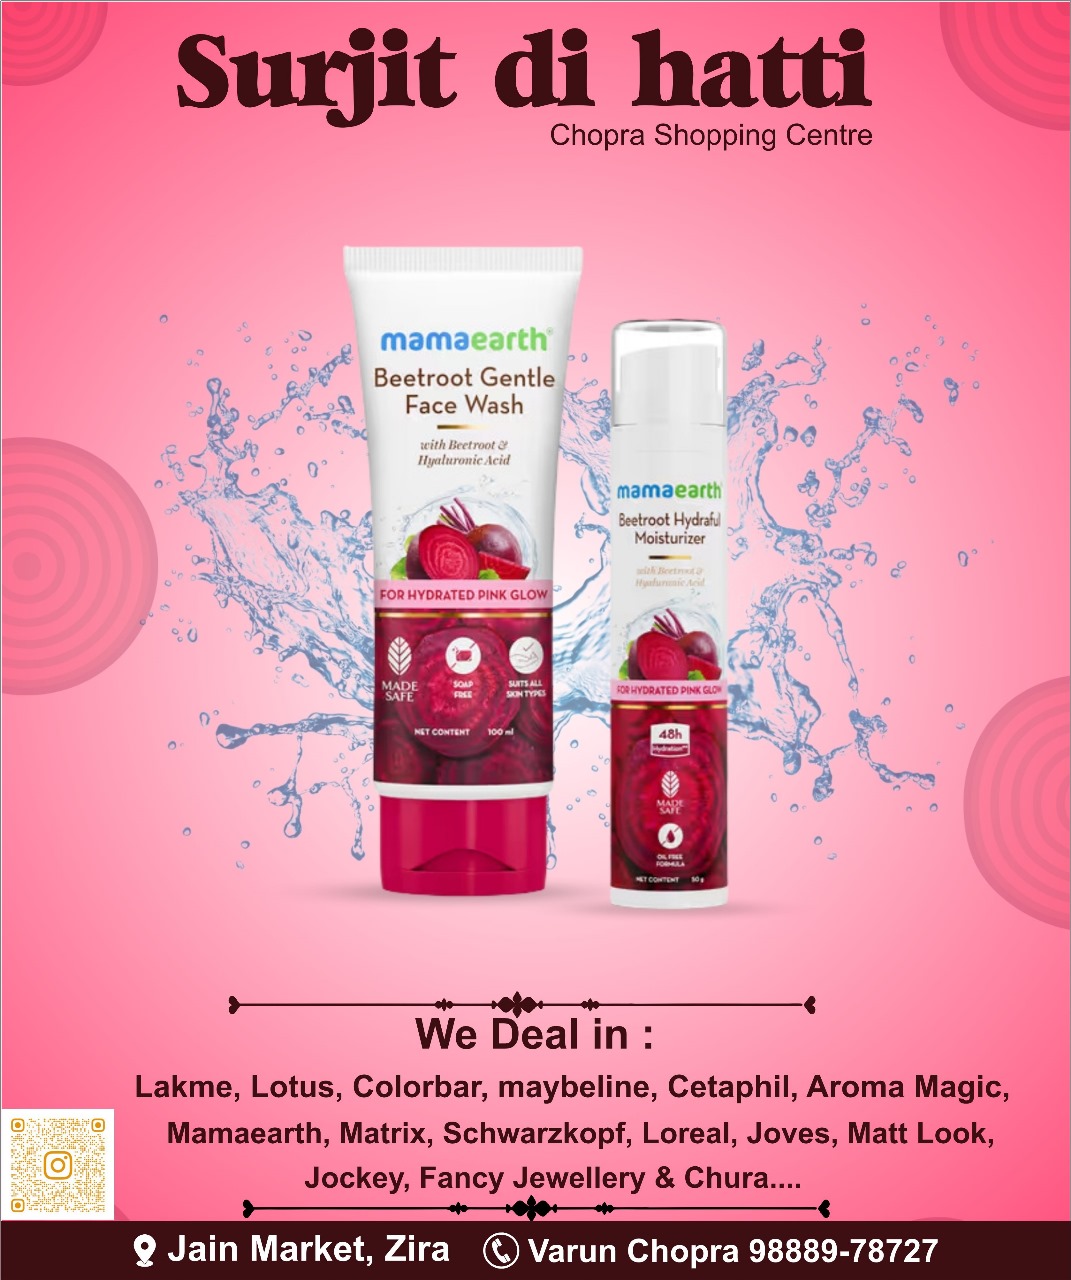 Surjit di hatti
Chopra Shopping Centre
mamaearth®
Beetroot Gentle
Face Wash
with Beetroot &
Hyaluronic Acid
FOR HYDRATED PINK GLOW
MADE
SAFE
SOAP
FREE
SUITS ALL
SKIN TYPES
NET CONTENT 100 ml
mamaearth
Beetroot Hydraful
Moisturizer
with Beetroot &
Hyaluronic Acid
FOR HYDRATED PINK GLOW
48h
Hydration
MADE
SAFE
OIL FREE
FORMULA
NET CONTENT 50 g
We Deal in :
Lakme, Lotus, Colorbar, maybeline, Cetaphil, Aroma Magic,
Mamaearth, Matrix, Schwarzkopf, Loreal, Joves, Matt Look,
Jockey, Fancy Jewellery & Chura....
Jain Market, Zira Varun Chopra 98889-78727